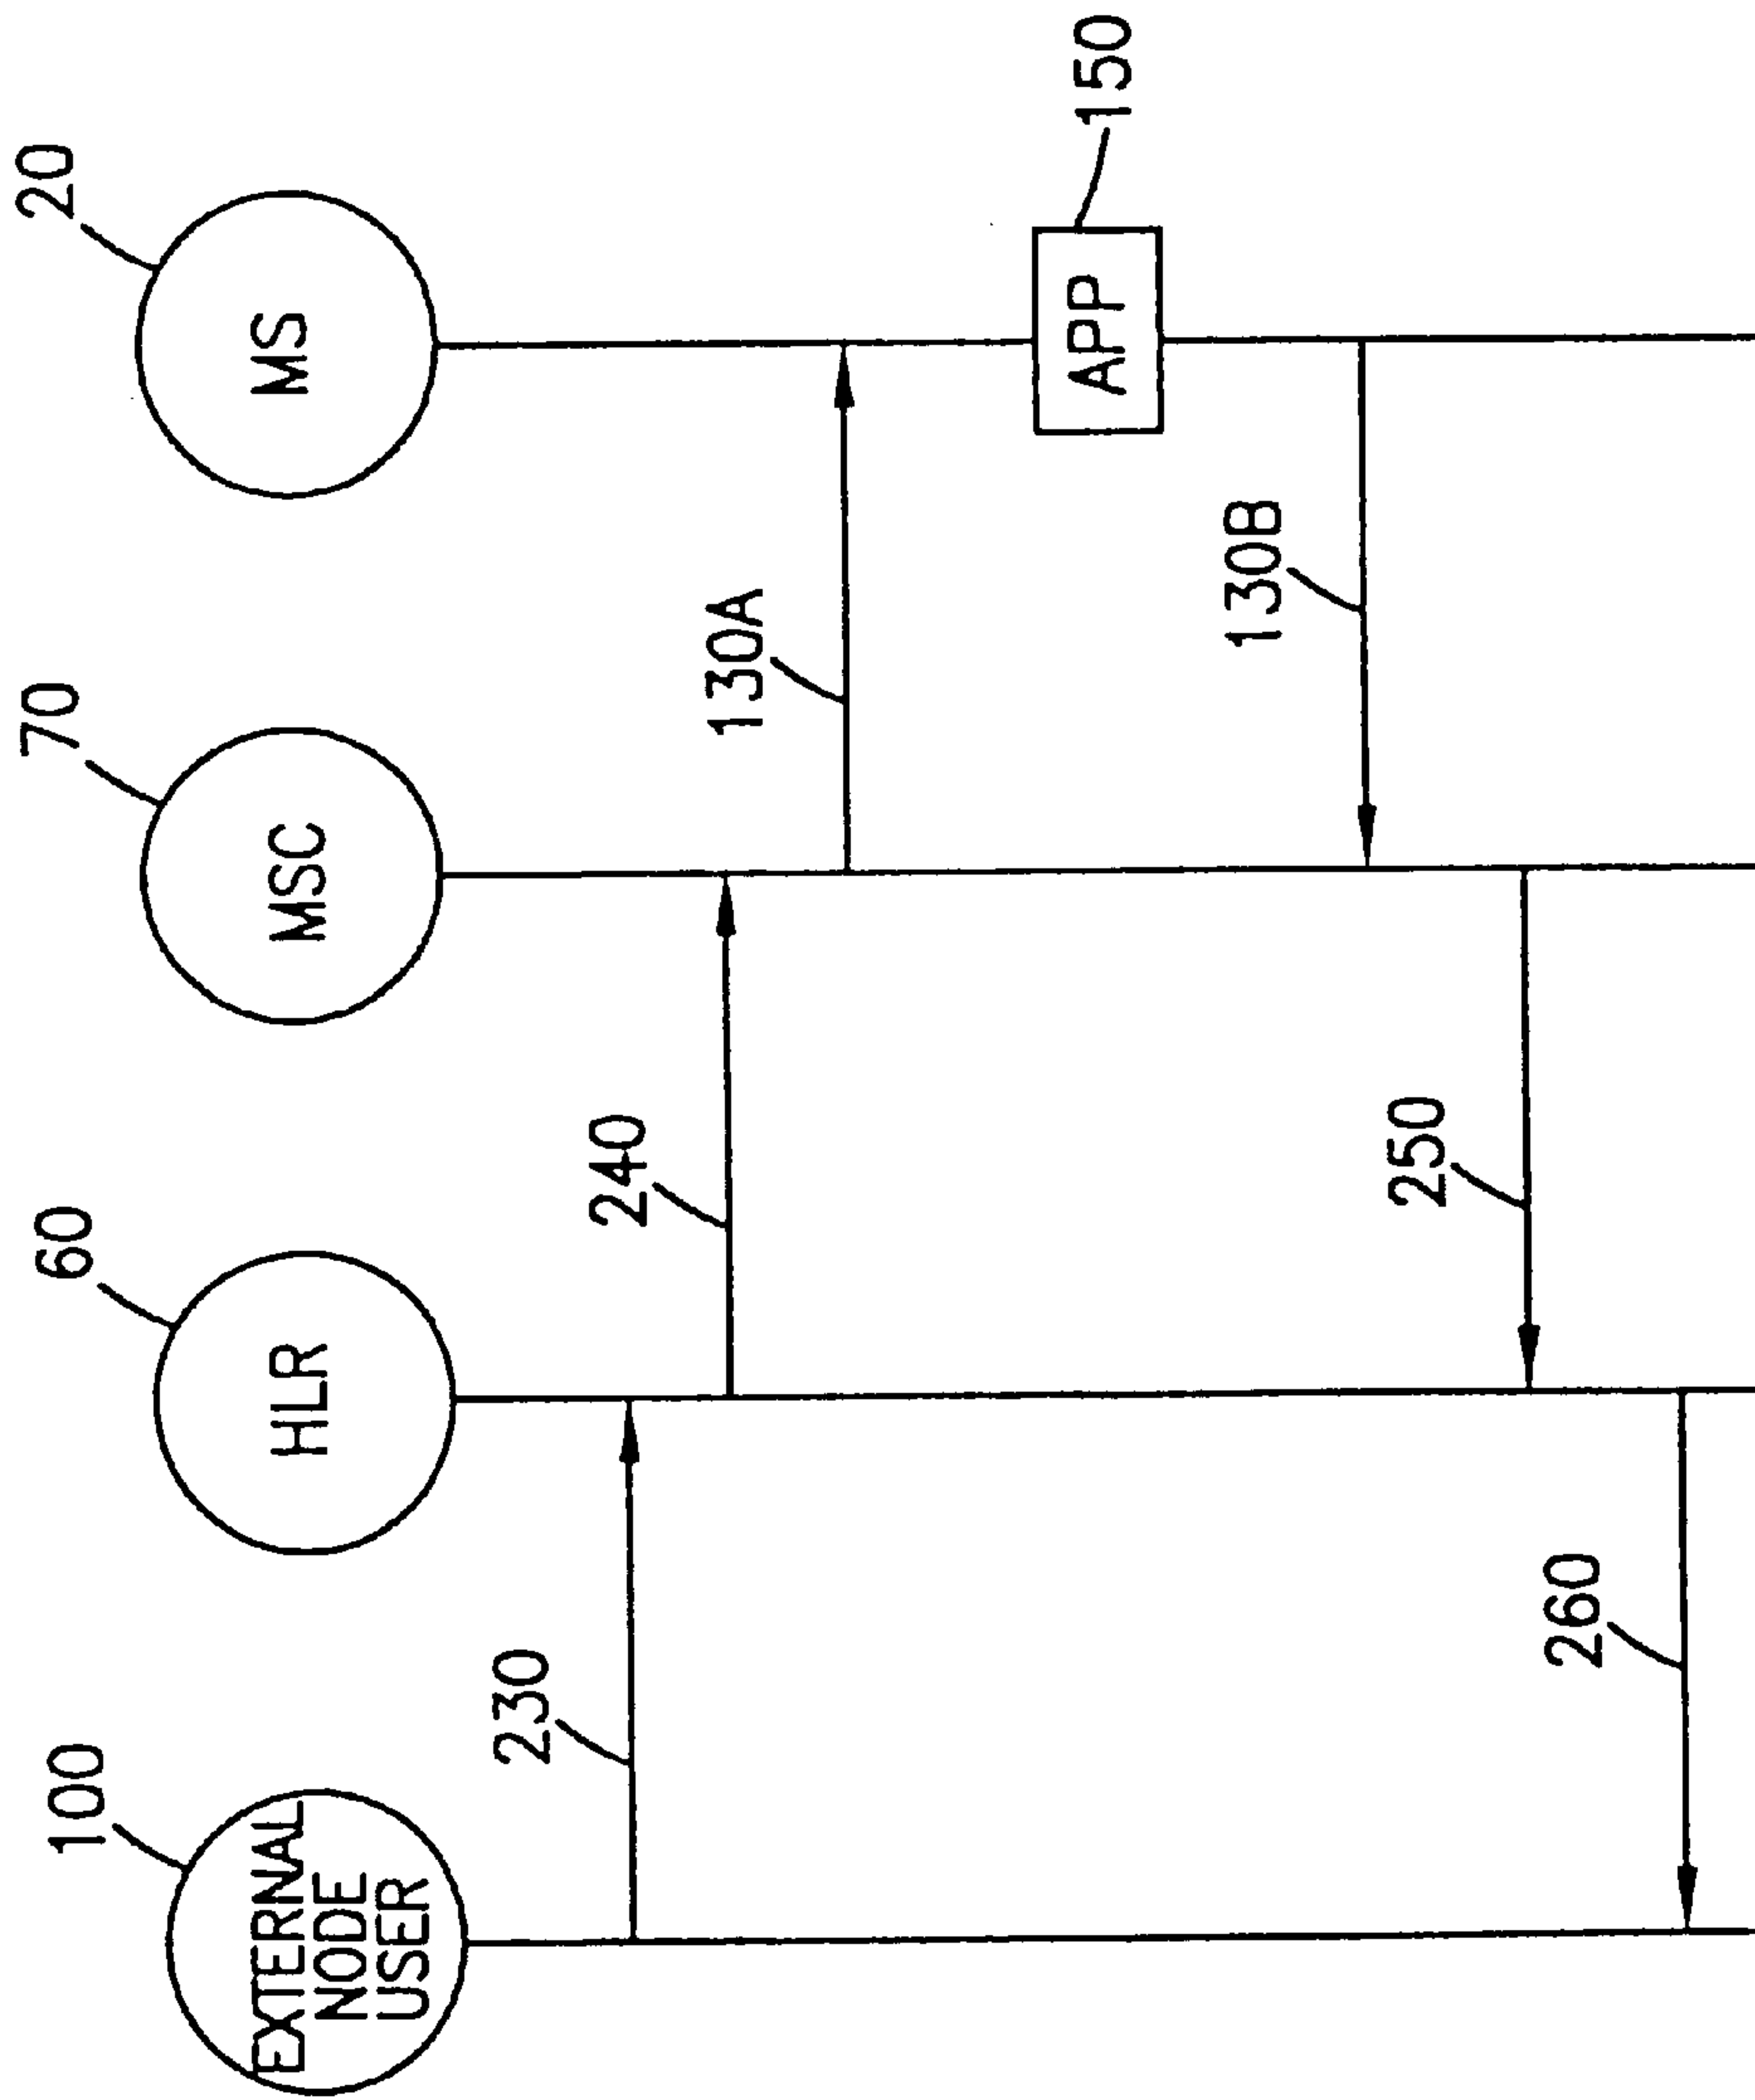 100
EXTERNAL
NODE
USER
60
HLR
70
MSC
20
MS
230
240
130A
APP
150
130B
250
260